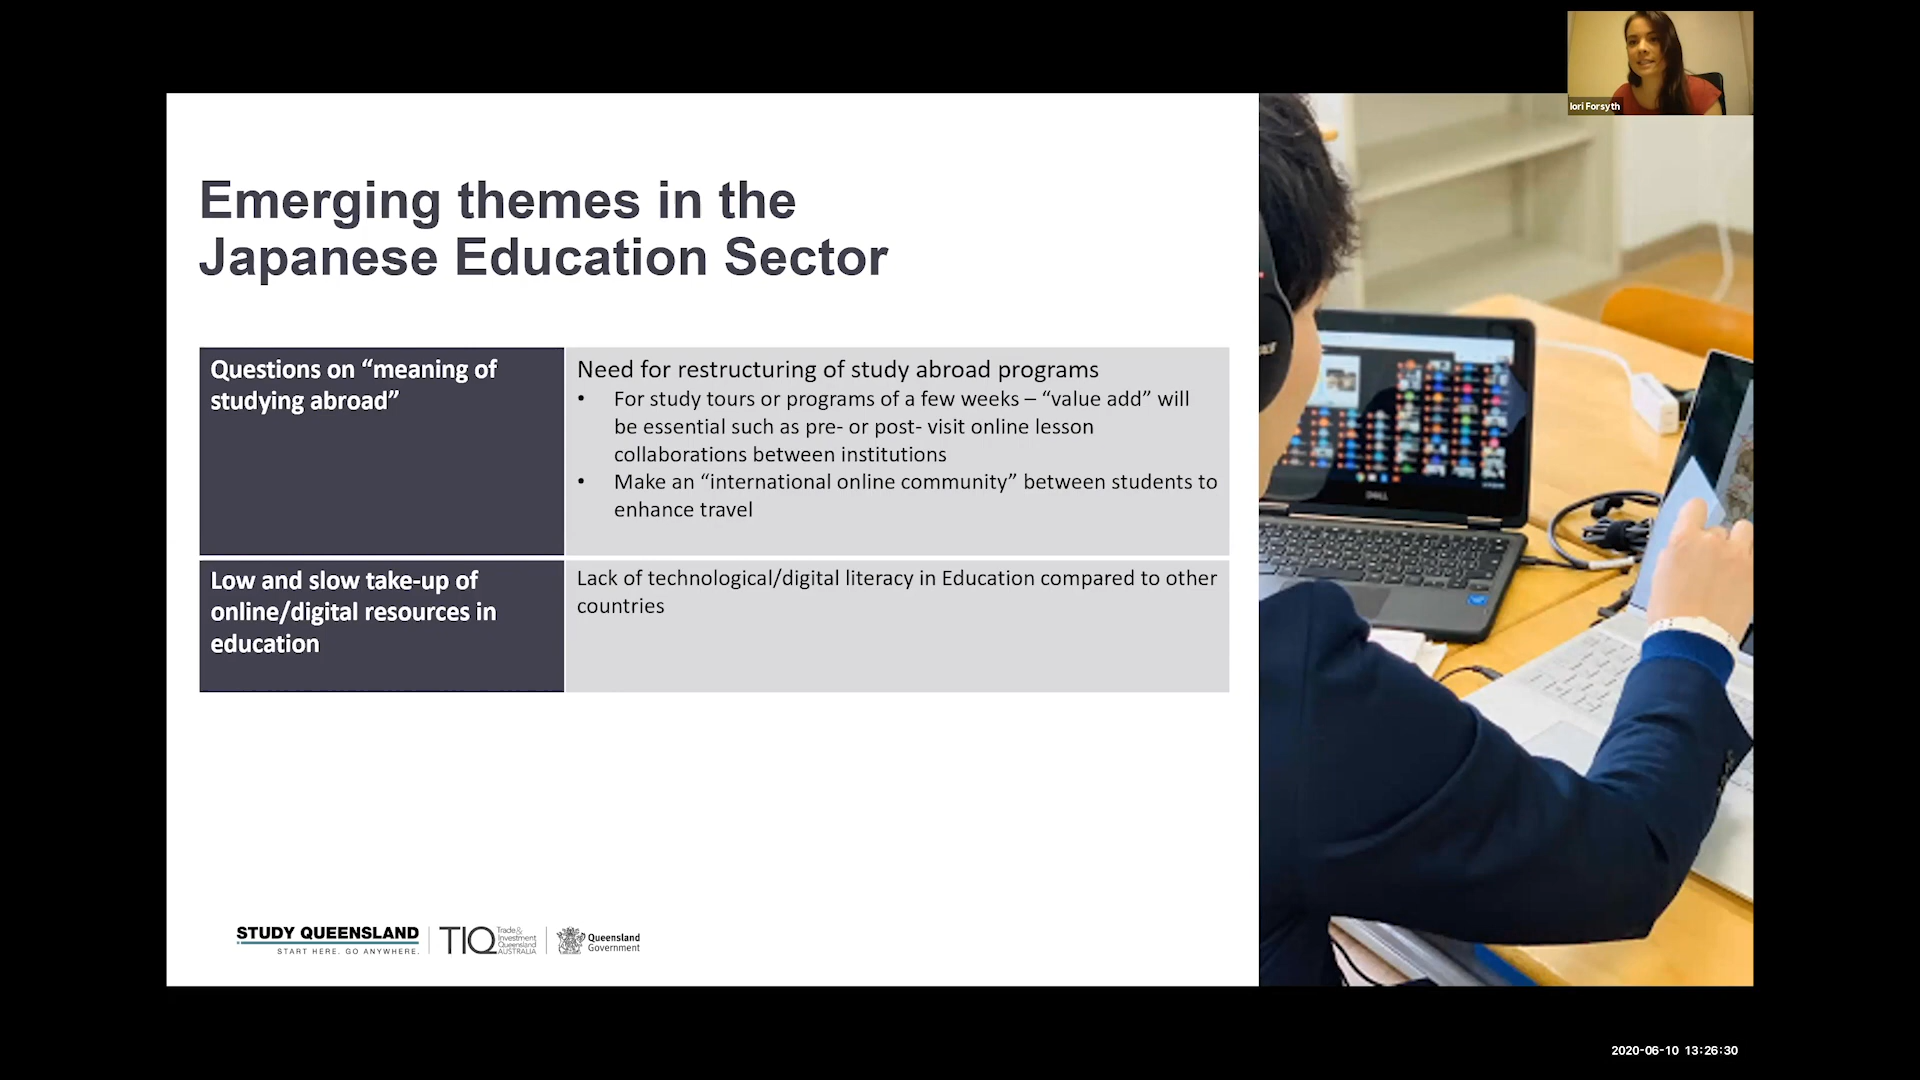 Iori Forsyth
Emerging themes in the
Japanese Education Sector
Questions on “meaning of
studying abroad”
Need for restructuring of study abroad programs
• For study tours or programs of a few weeks – “value add” will
be essential such as pre- or post- visit online lesson
collaborations between institutions
• Make an “international online community” between students to
enhance travel
Low and slow take-up of
online/digital resources in
education
Lack of technological/digital literacy in Education compared to other
countries
DELL
STUDY QUEENSLAND
START HERE. GO ANYWHERE.
TIQ
Trade &
Investment
Queensland
AUSTRALIA
Queensland
Government
2020-06-10 13:26:30